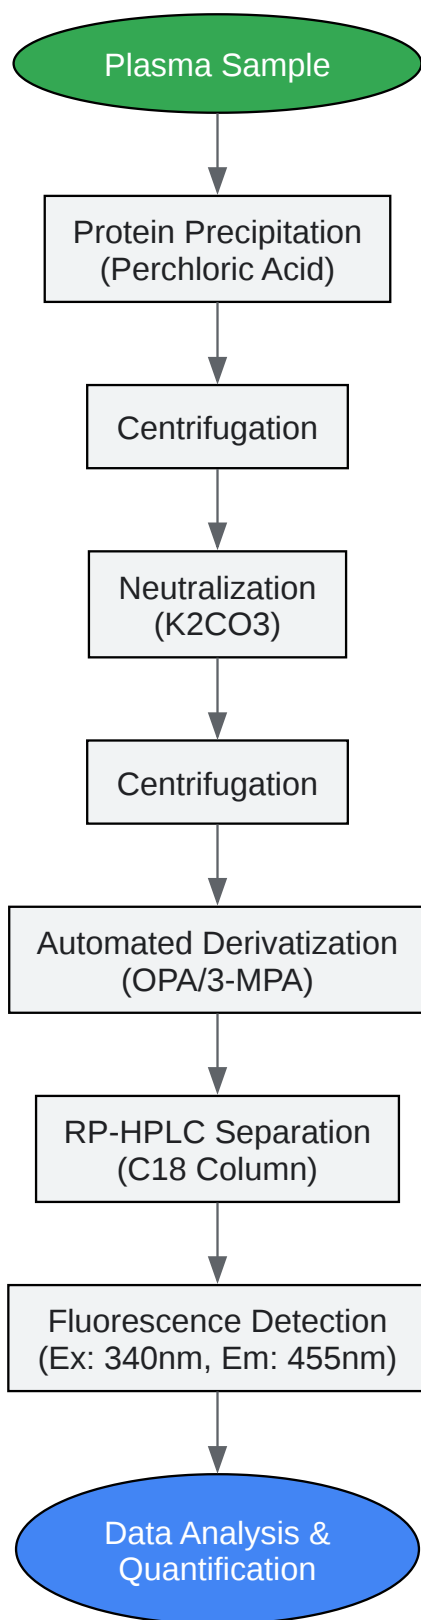 Plasma Sample
Protein Precipitation
(Perchloric Acid)
Centrifugation
Neutralization
(K2CO3)
Centrifugation
Automated Derivatization
(OPA/3-MPA)
RP-HPLC Separation
(C18 Column)
Fluorescence Detection
(Ex: 340nm, Em: 455nm)
Data Analysis &
Quantification